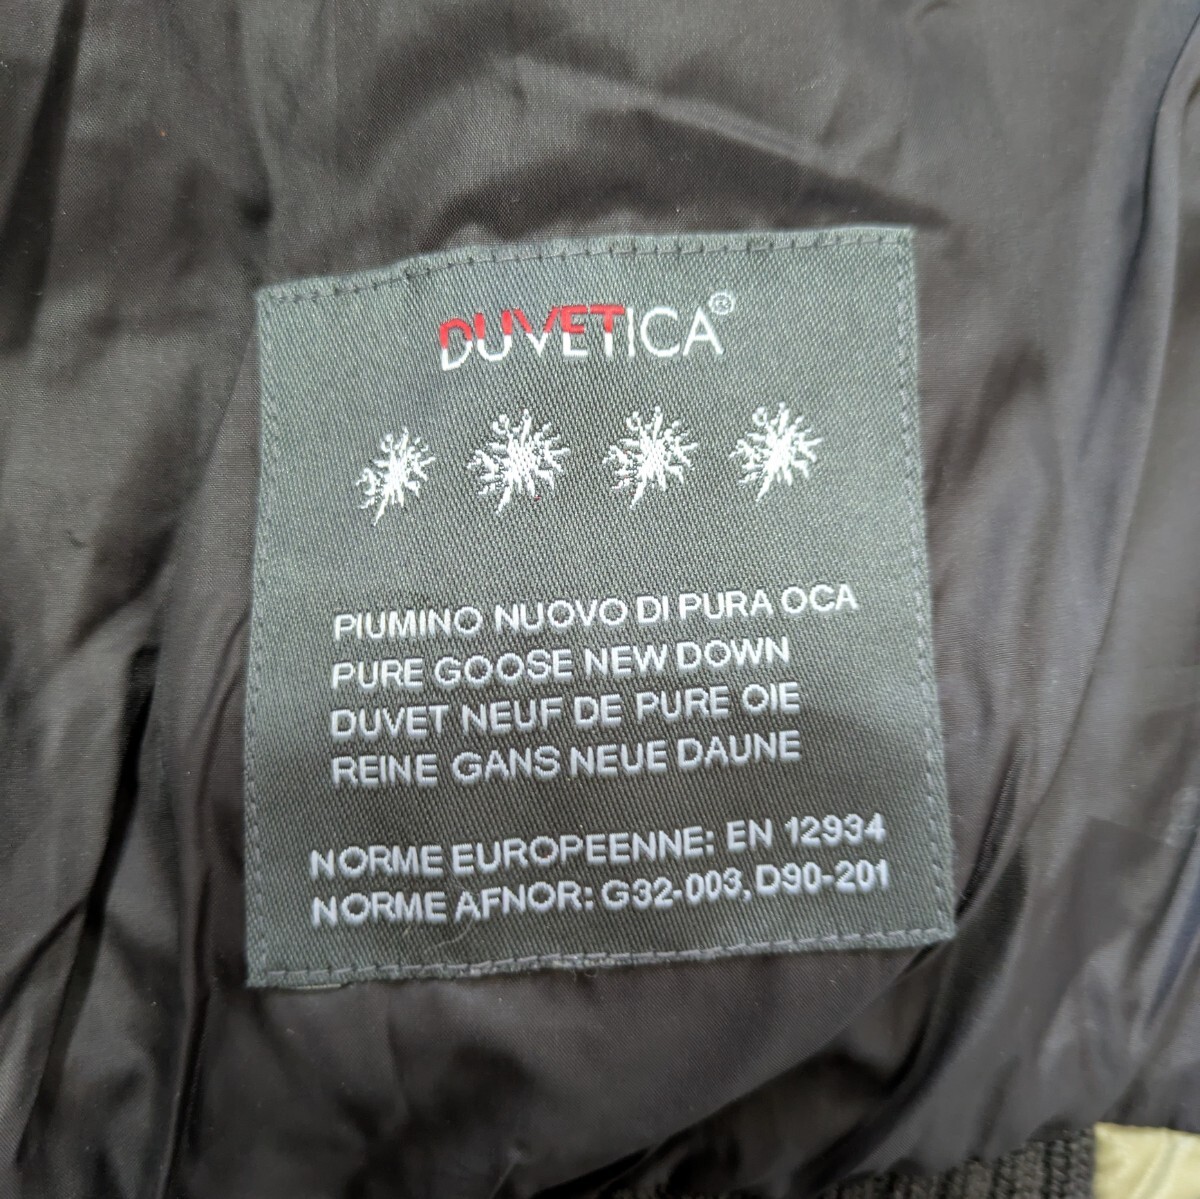 DUVETICA®
PIUMINO NUOVO DI PURA OCA
PURE GOOSE NEW DOWN
DUVET NEUF DE PURE OIE
REINE GANS NEUE DAUNE
NORME EUROPEENNE: EN 12934
NORME AFNOR: G32-003, D90-201